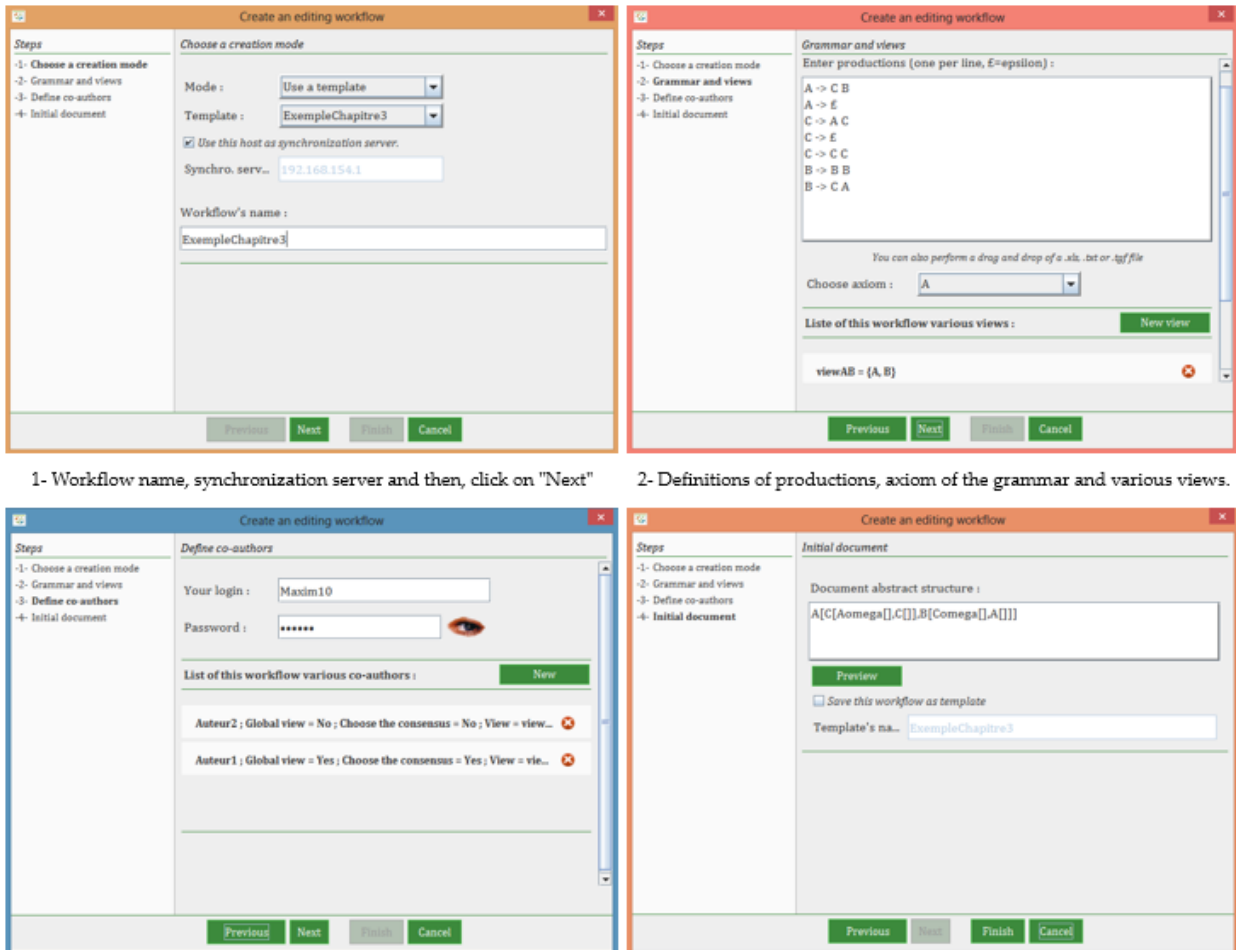 Create an editing workflow
Steps
-1- Choose a creation mode
-2- Grammar and views
-3- Define co-authors
-4- Initial document
Choose a creation mode
Mode : Use a template
Template : ExempleChapitre3
Use this host as synchronization server.
Synchro. serv... 192.168.154.1
Workflow's name :
ExempleChapitre3
Previous Next Finish Cancel
1- Workflow name, synchronization server and then, click on "Next"
Create an editing workflow
Steps
-1- Choose a creation mode
-2- Grammar and views
-3- Define co-authors
-4- Initial document
Grammar and views
Enter productions (one per line, £=epsilon) :
A -> C B
A -> £
C -> A C
C -> £
C -> C C
B -> B B
B -> C A
You can also perform a drag and drop of a .xls, .txt or .tgf file
Choose axiom : A
Liste of this workflow various views : New view
viewAB = {A, B}
Previous Next Finish Cancel
2- Definitions of productions, axiom of the grammar and various views.
Create an editing workflow
Steps
-1- Choose a creation mode
-2- Grammar and views
-3- Define co-authors
-4- Initial document
Define co-authors
Your login : Maxim10
Password : ••••••
List of this workflow various co-authors : New
Auteur2 ; Global view = No ; Choose the consensus = No ; View = view...
Auteur1 ; Global view = Yes ; Choose the consensus = Yes ; View = vie...
Previous Next Finish Cancel
Create an editing workflow
Steps
-1- Choose a creation mode
-2- Grammar and views
-3- Define co-authors
-4- Initial document
Initial document
Document abstract structure :
A[C[Aomega[],C[]],B[Comega[],A[]]]
Preview
Save this workflow as template
Template's na... ExempleChapitre3
Previous Next Finish Cancel